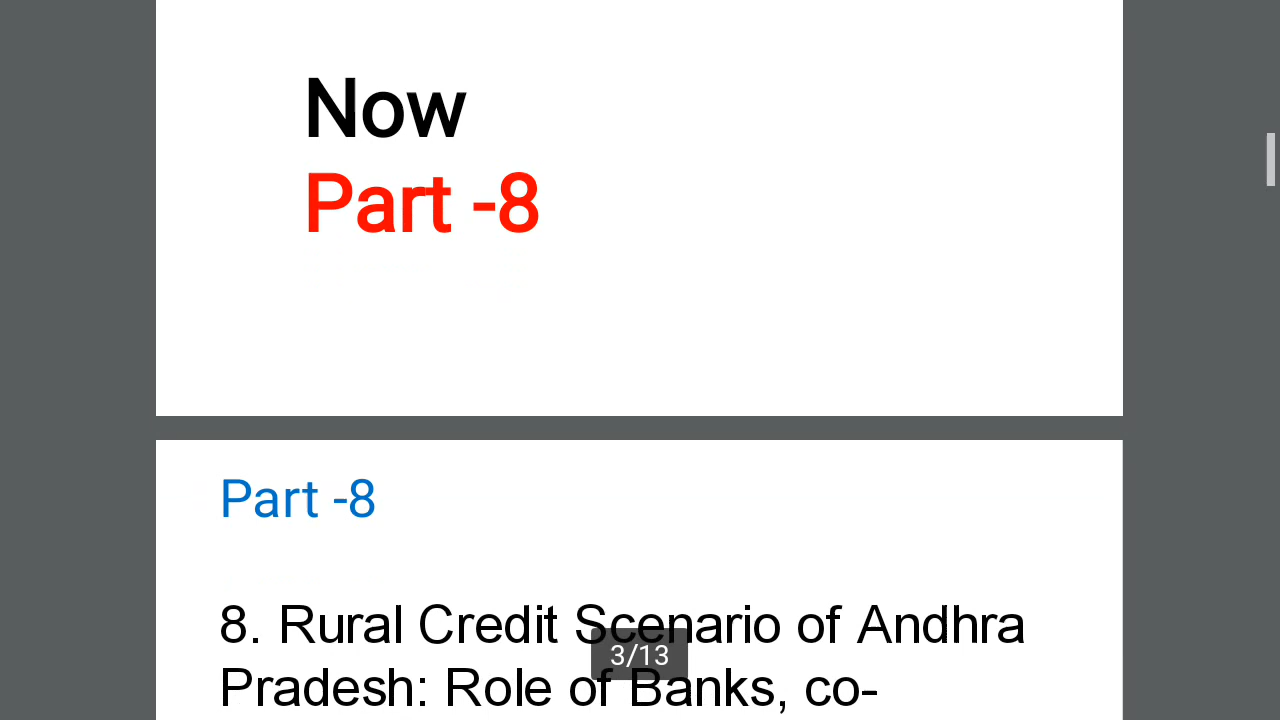 Now
Part -8
Part -8
8. Rural Credit Scenario of Andhra
3/13
Pradesh: Role of Banks, co-